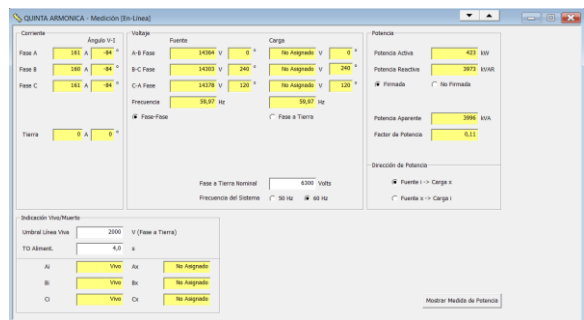 QUINTA ARMONICA - Medición [En-Línea]
Corriente
Ángulo V-I
Fase A 161 A -84 °
Fase B 160 A -84 °
Fase C 161 A -84 °
Tierra 0 A 0 °
Voltaje
Fuente Carga
A-B Fase 14384 V 0 ° No Asignado V 0 °
B-C Fase 14383 V 240 ° No Asignado V 240 °
C-A Fase 14378 V 120 ° No Asignado V 120 °
Frecuencia 59,97 Hz 59,97 Hz
Fase-Fase Fase a Tierra
Fase a Tierra Nominal 6300 Volts
Frecuencia del Sistema 50 Hz 60 Hz
Potencia
Potencia Activa 423 kW
Potencia Reactiva 3973 kVAR
Firmada No Firmada
Potencia Aparente 3996 kVA
Factor de Potencia 0,11
Dirección de Potencia
Fuente i -> Carga x
Fuente x -> Carga i
Indicación Vivo/Muerto
Umbral Línea Viva 2000 V (Fase a Tierra)
TO Aliment. 4,0 s
Ai Vivo Ax No Asignado
Bi Vivo Bx No Asignado
Ci Vivo Cx No Asignado
Mostrar Medida de Potencia